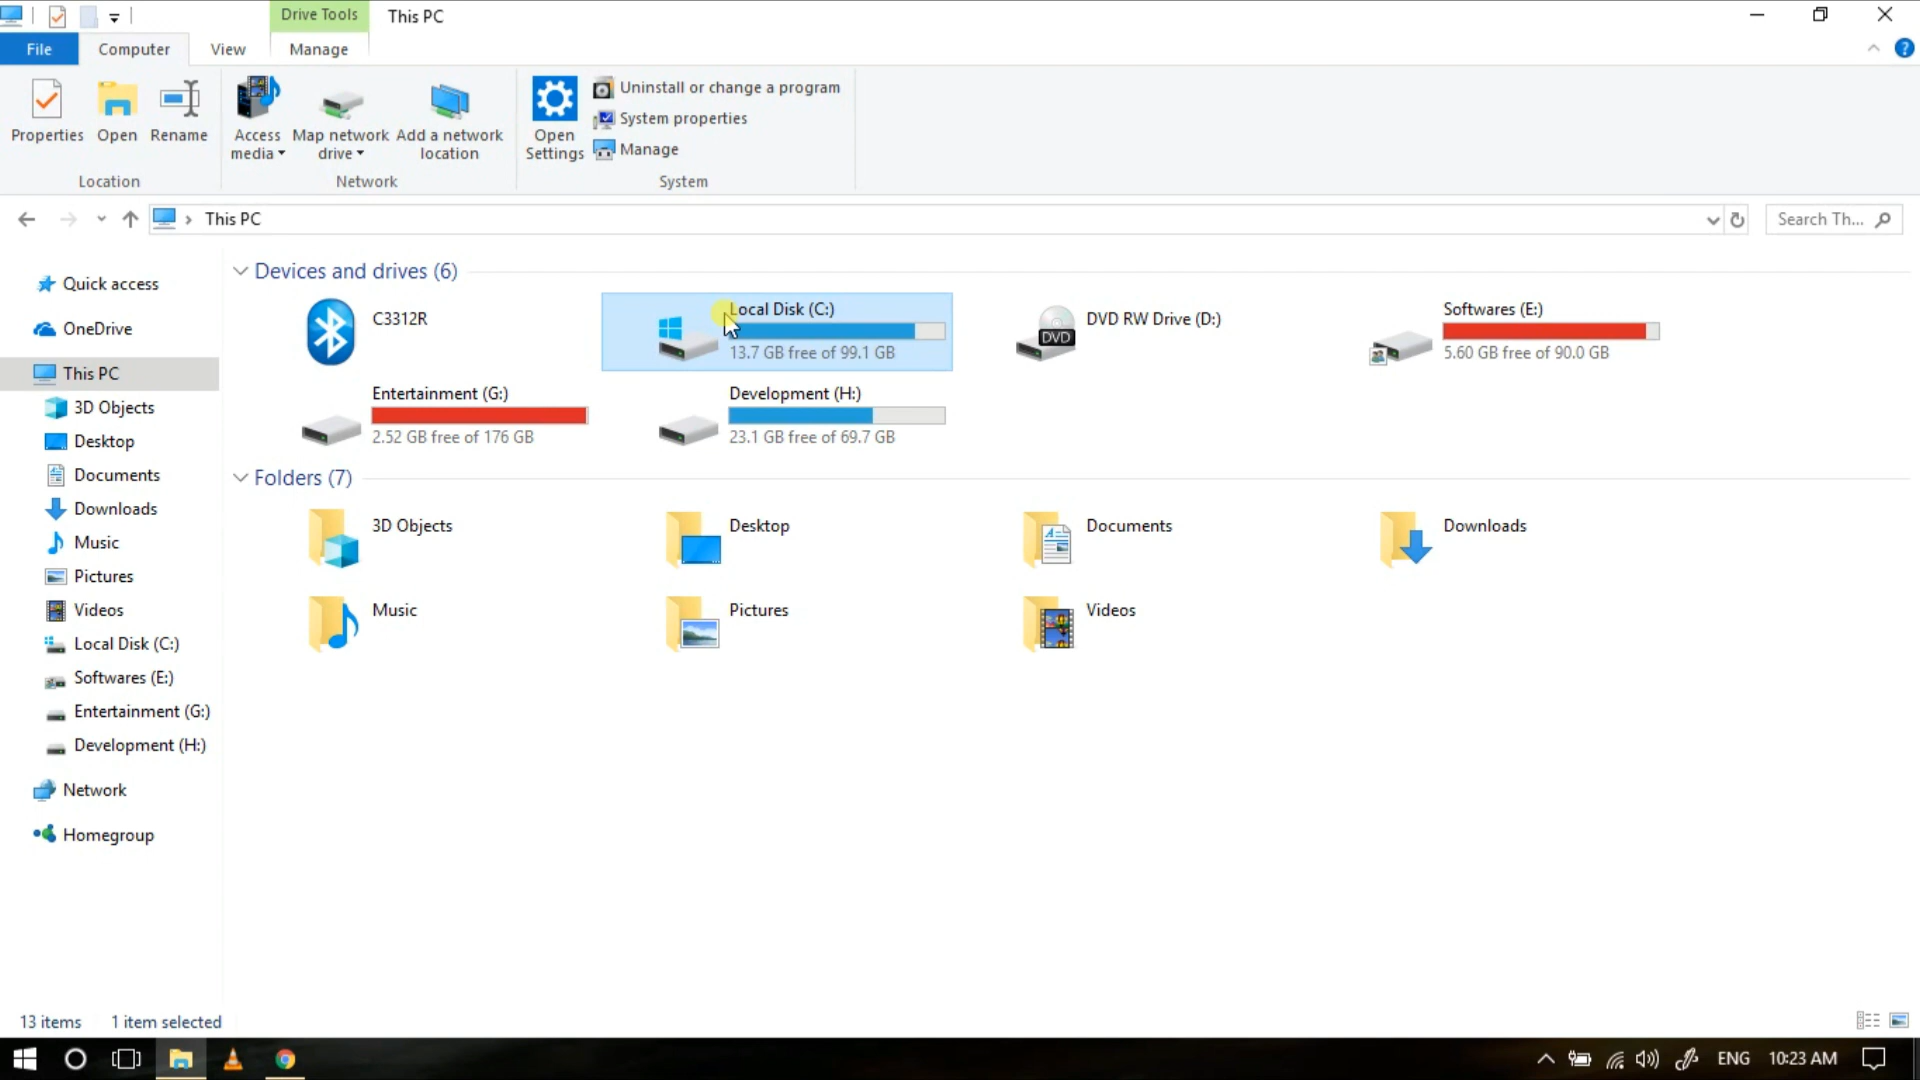 Drive Tools
This PC
File
Computer
View
Manage
Properties
Open
Rename
Access media
Map network drive
Add a network location
Open Settings
Uninstall or change a program
System properties
Manage
Location
Network
System
This PC
Search Th...
Quick access
OneDrive
This PC
3D Objects
Desktop
Documents
Downloads
Music
Pictures
Videos
Local Disk (C:)
Softwares (E:)
Entertainment (G:)
Development (H:)
Network
Homegroup
Devices and drives (6)
C3312R
Local Disk (C:)
13.7 GB free of 99.1 GB
DVD RW Drive (D:)
DVD
Softwares (E:)
5.60 GB free of 90.0 GB
Entertainment (G:)
2.52 GB free of 176 GB
Development (H:)
23.1 GB free of 69.7 GB
Folders (7)
3D Objects
Desktop
Documents
Downloads
Music
Pictures
Videos
13 items
1 item selected
ENG
10:23 AM